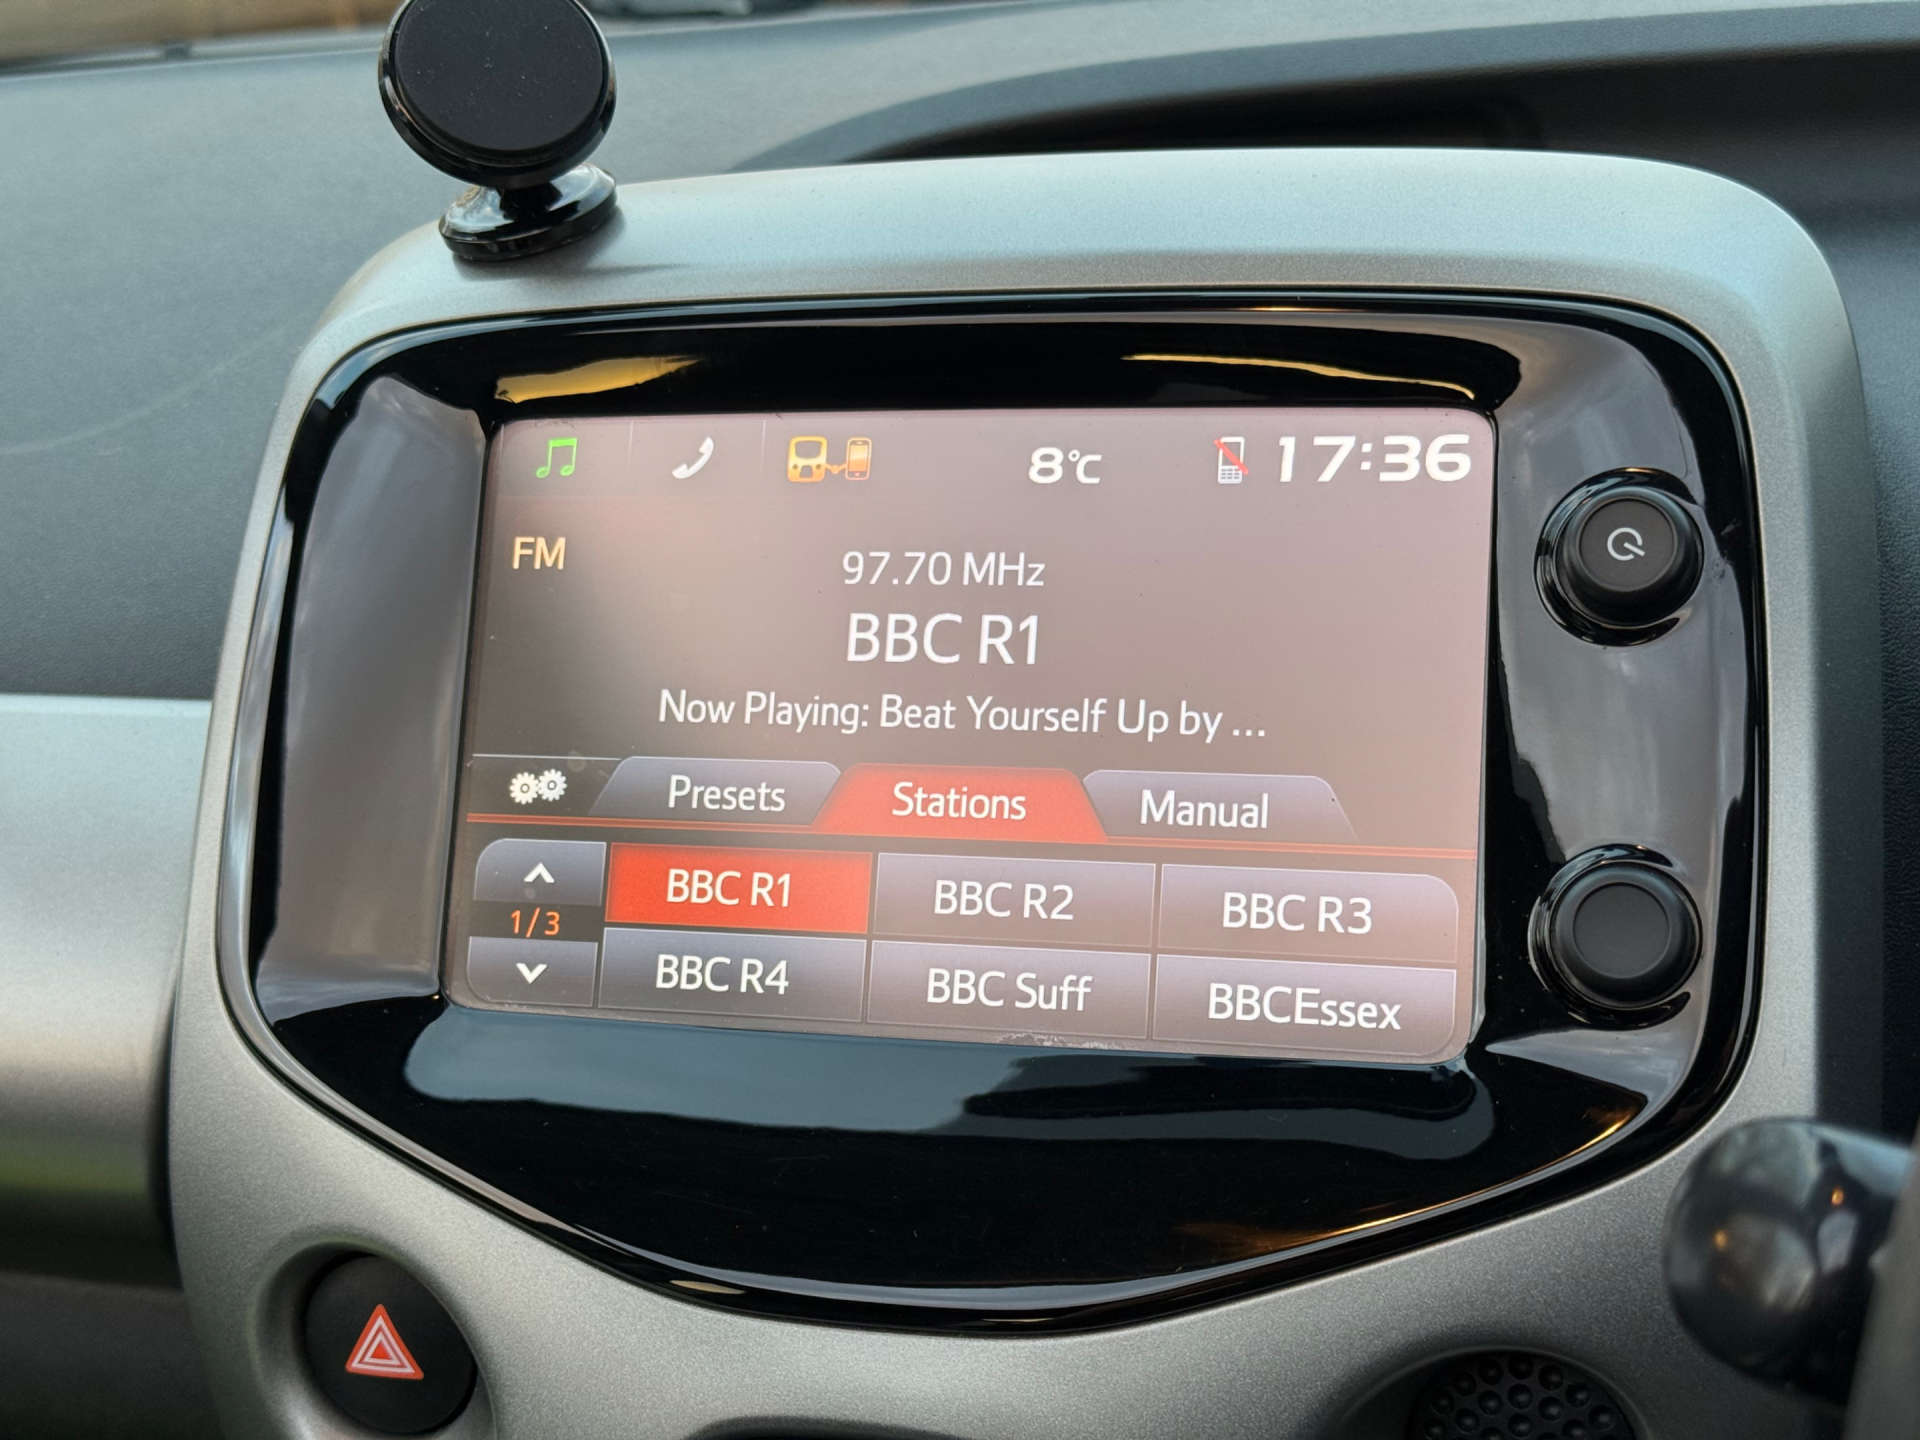 8°C 17:36
FM
97.70 MHz
BBC R1
Now Playing: Beat Yourself Up by ...
Presets Stations Manual
1/3
BBC R1 BBC R2 BBC R3
BBC R4 BBC Suff BBCEssex